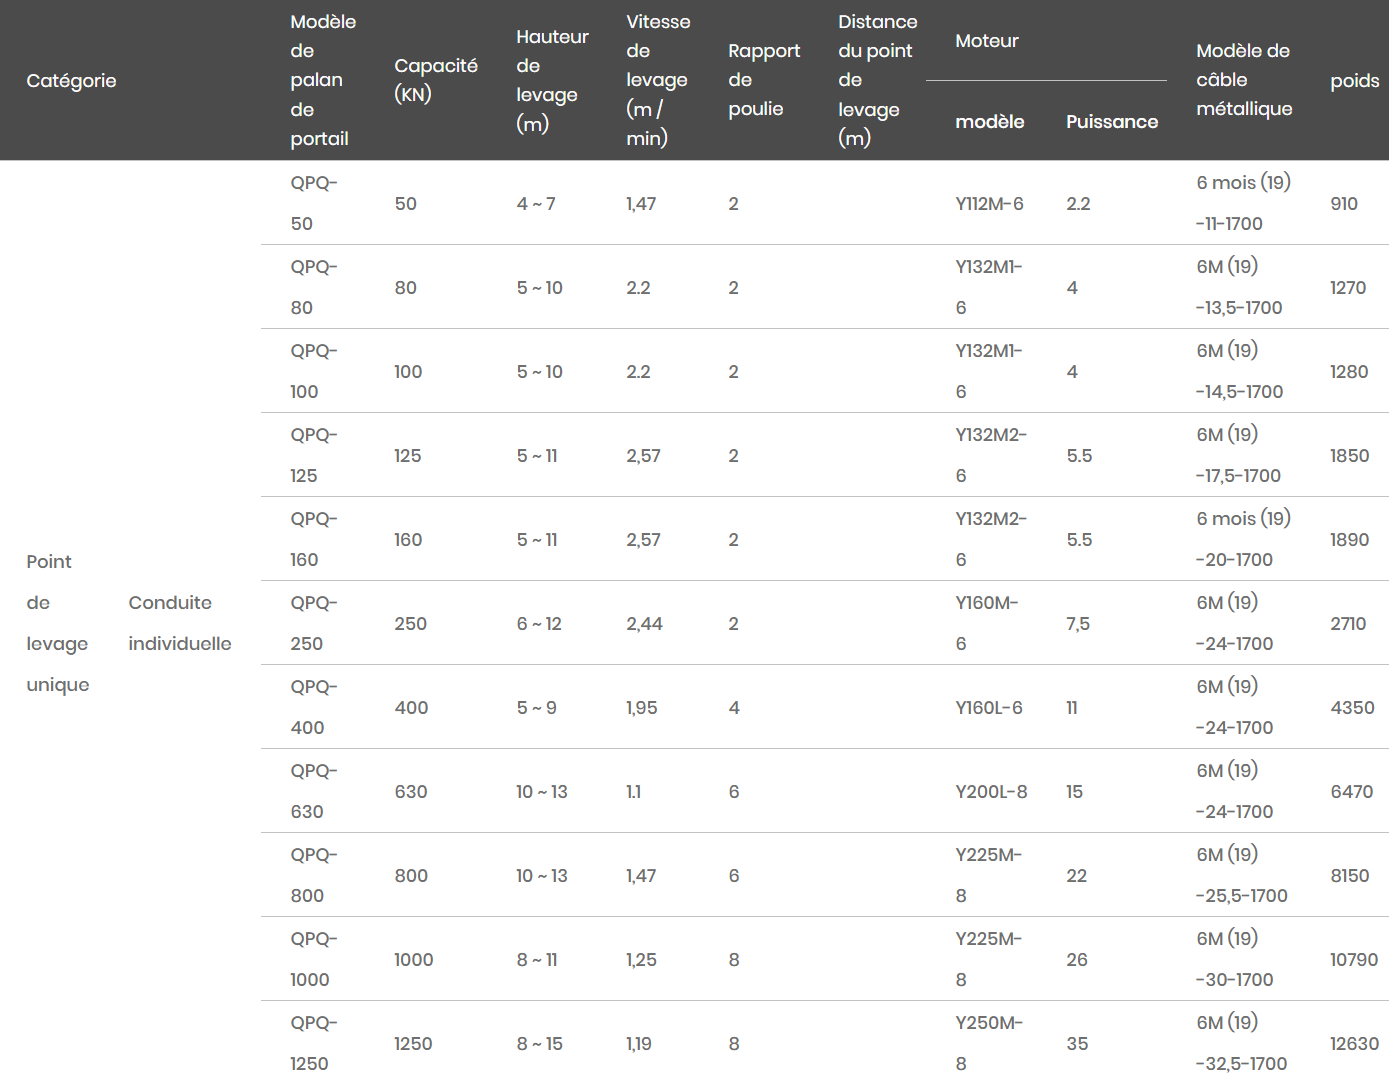 Catégorie
Modèle
de
palan
de
portail
Capacité
(KN)
Hauteur
de
levage
(m)
Vitesse
de
levage
(m /
min)
Rapport
de
poulie
Distance
du point
de
levage
(m)
Moteur
modèle
Puissance
Modèle de
câble
métallique
poids
Point
de
levage
unique
Conduite
individuelle
QPQ-
50
50
4 ~ 7
1,47
2
Y112M-6
2.2
6 mois (19)
-11-1700
910
QPQ-
80
80
5 ~ 10
2.2
2
Y132M1-
6
4
6M (19)
-13,5-1700
1270
QPQ-
100
100
5 ~ 10
2.2
2
Y132M1-
6
4
6M (19)
-14,5-1700
1280
QPQ-
125
125
5 ~ 11
2,57
2
Y132M2-
6
5.5
6M (19)
-17,5-1700
1850
QPQ-
160
160
5 ~ 11
2,57
2
Y132M2-
6
5.5
6 mois (19)
-20-1700
1890
QPQ-
250
250
6 ~ 12
2,44
2
Y160M-
6
7,5
6M (19)
-24-1700
2710
QPQ-
400
400
5 ~ 9
1,95
4
Y160L-6
11
6M (19)
-24-1700
4350
QPQ-
630
630
10 ~ 13
1.1
6
Y200L-8
15
6M (19)
-24-1700
6470
QPQ-
800
800
10 ~ 13
1,47
6
Y225M-
8
22
6M (19)
-25,5-1700
8150
QPQ-
1000
1000
8 ~ 11
1,25
8
Y225M-
8
26
6M (19)
-30-1700
10790
QPQ-
1250
1250
8 ~ 15
1,19
8
Y250M-
8
35
6M (19)
-32,5-1700
12630